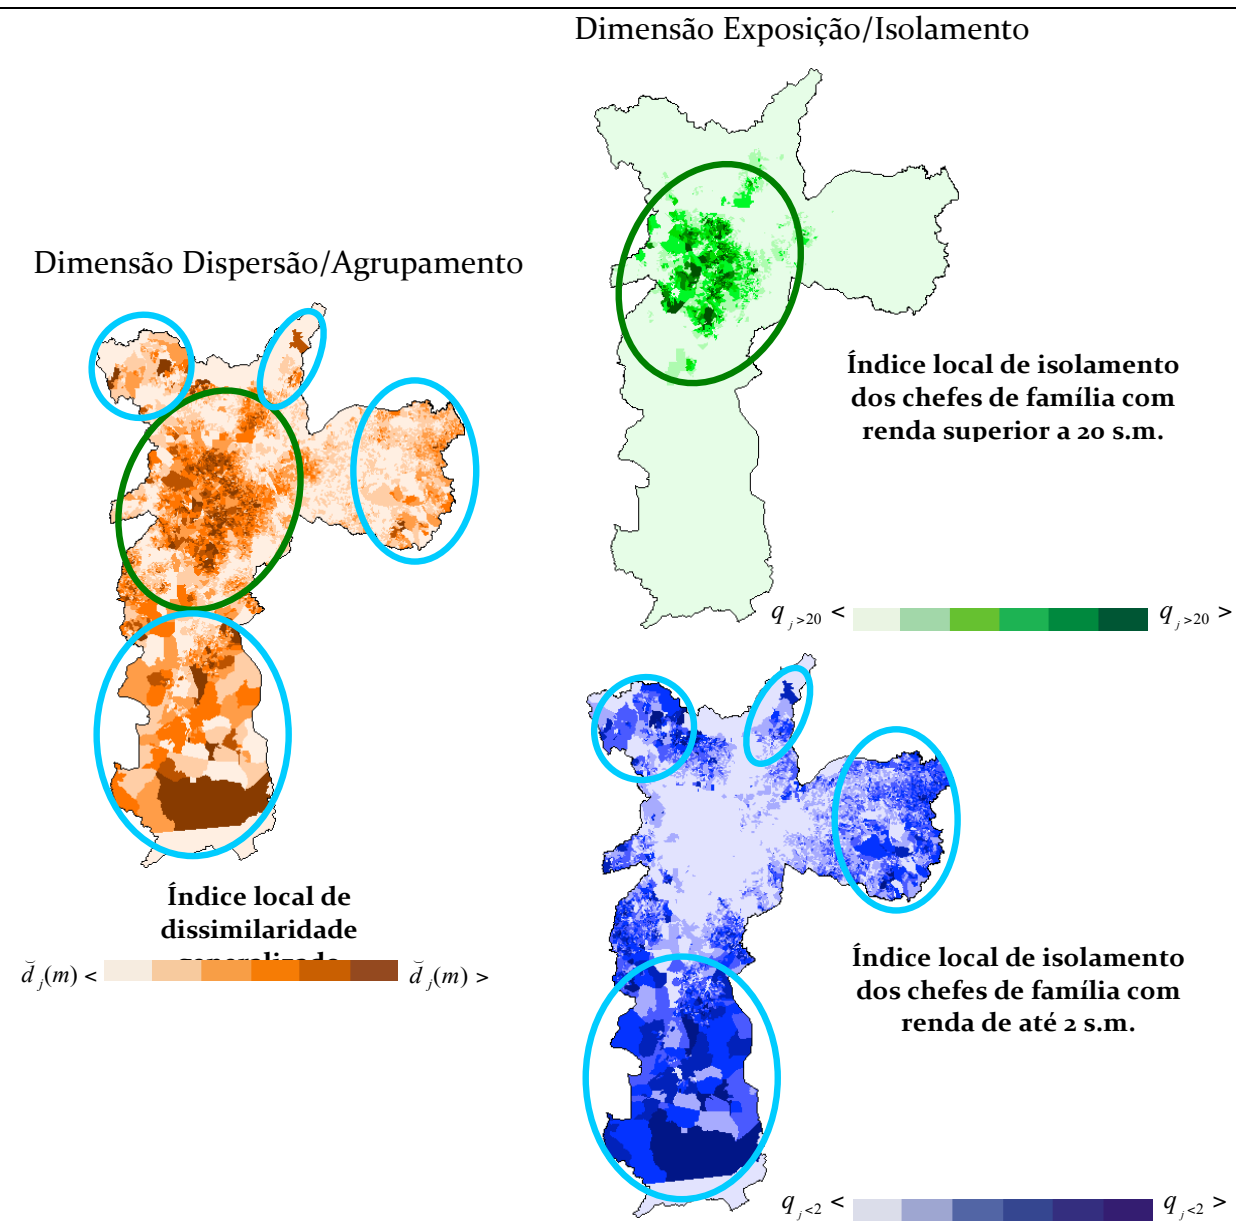 Dimensão Exposição/Isolamento
Dimensão Dispersão/Agrupamento
Índice local de isolamento
dos chefes de família com
renda superior a 20 s.m.
q j>20 < q j>20 >
Índice local de
dissimilaridade
generalizado
d̆ j(m) < d̆ j(m) >
Índice local de isolamento
dos chefes de família com
renda de até 2 s.m.
q j<2 < q j<2 >